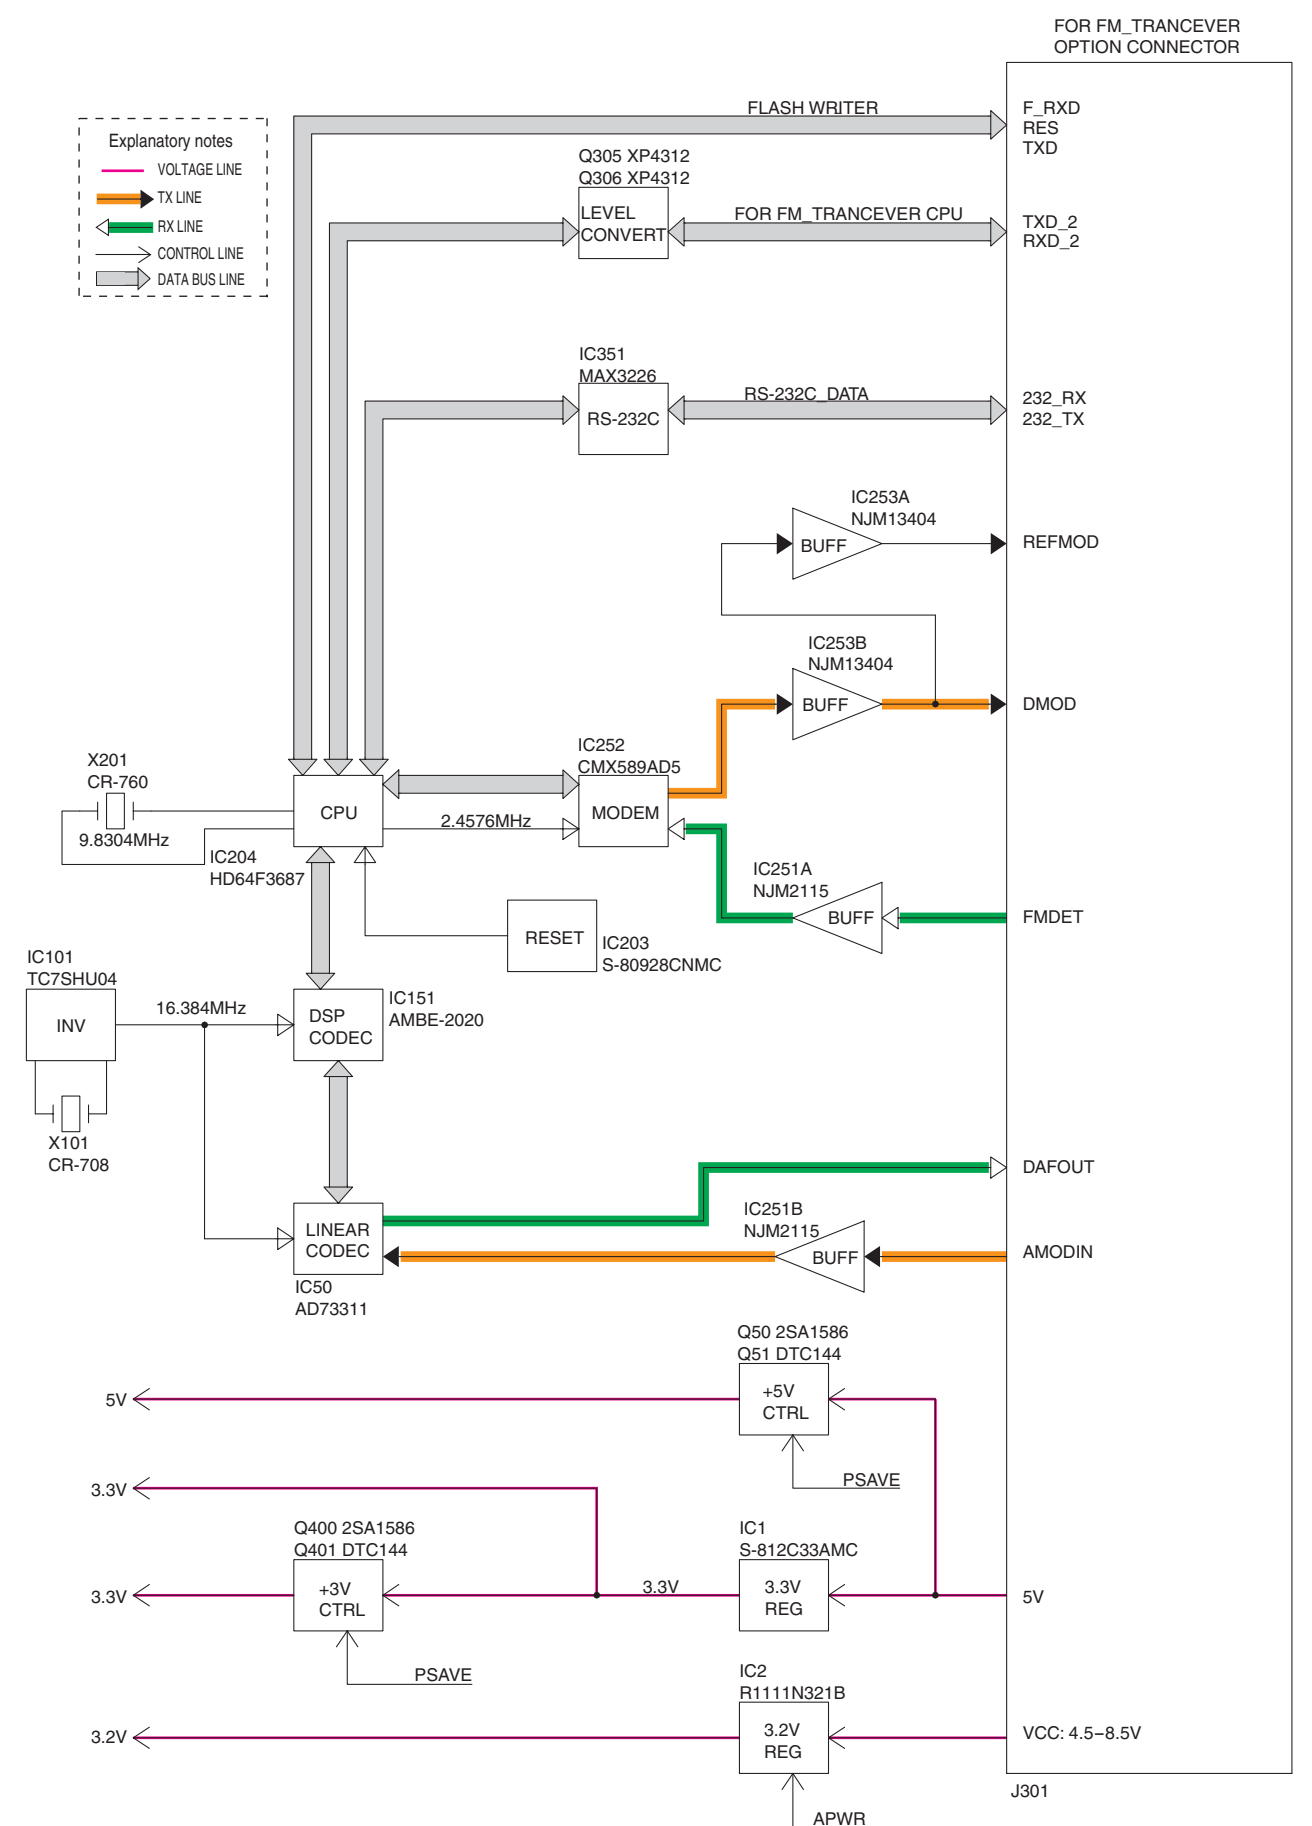 FOR FM_TRANCEVER
OPTION CONNECTOR
FLASH WRITER
F_RXD
RES
TXD
Explanatory notes
VOLTAGE LINE
TX LINE
RX LINE
CONTROL LINE
DATA BUS LINE
Q305 XP4312
Q306 XP4312
LEVEL
CONVERT
FOR FM_TRANCEVER CPU
TXD_2
RXD_2
IC351
MAX3226
RS-232C
RS-232C_DATA
232_RX
232_TX
IC253A
NJM13404
BUFF
REFMOD
IC253B
NJM13404
BUFF
DMOD
X201
CR-760
9.8304MHz
CPU
IC204
HD64F3687
2.4576MHz
IC252
CMX589AD5
MODEM
IC251A
NJM2115
BUFF
FMDET
RESET
IC203
S-80928CNMC
IC101
TC7SHU04
INV
16.384MHz
X101
CR-708
DSP
CODEC
IC151
AMBE-2020
DAFOUT
LINEAR
CODEC
IC50
AD73311
IC251B
NJM2115
BUFF
AMODIN
Q50 2SA1586
Q51 DTC144
+5V
CTRL
5V
PSAVE
3.3V
Q400 2SA1586
Q401 DTC144
+3V
CTRL
3.3V
3.3V
PSAVE
IC1
S-812C33AMC
3.3V
REG
5V
IC2
R1111N321B
3.2V
REG
3.2V
VCC: 4.5–8.5V
APWR
J301